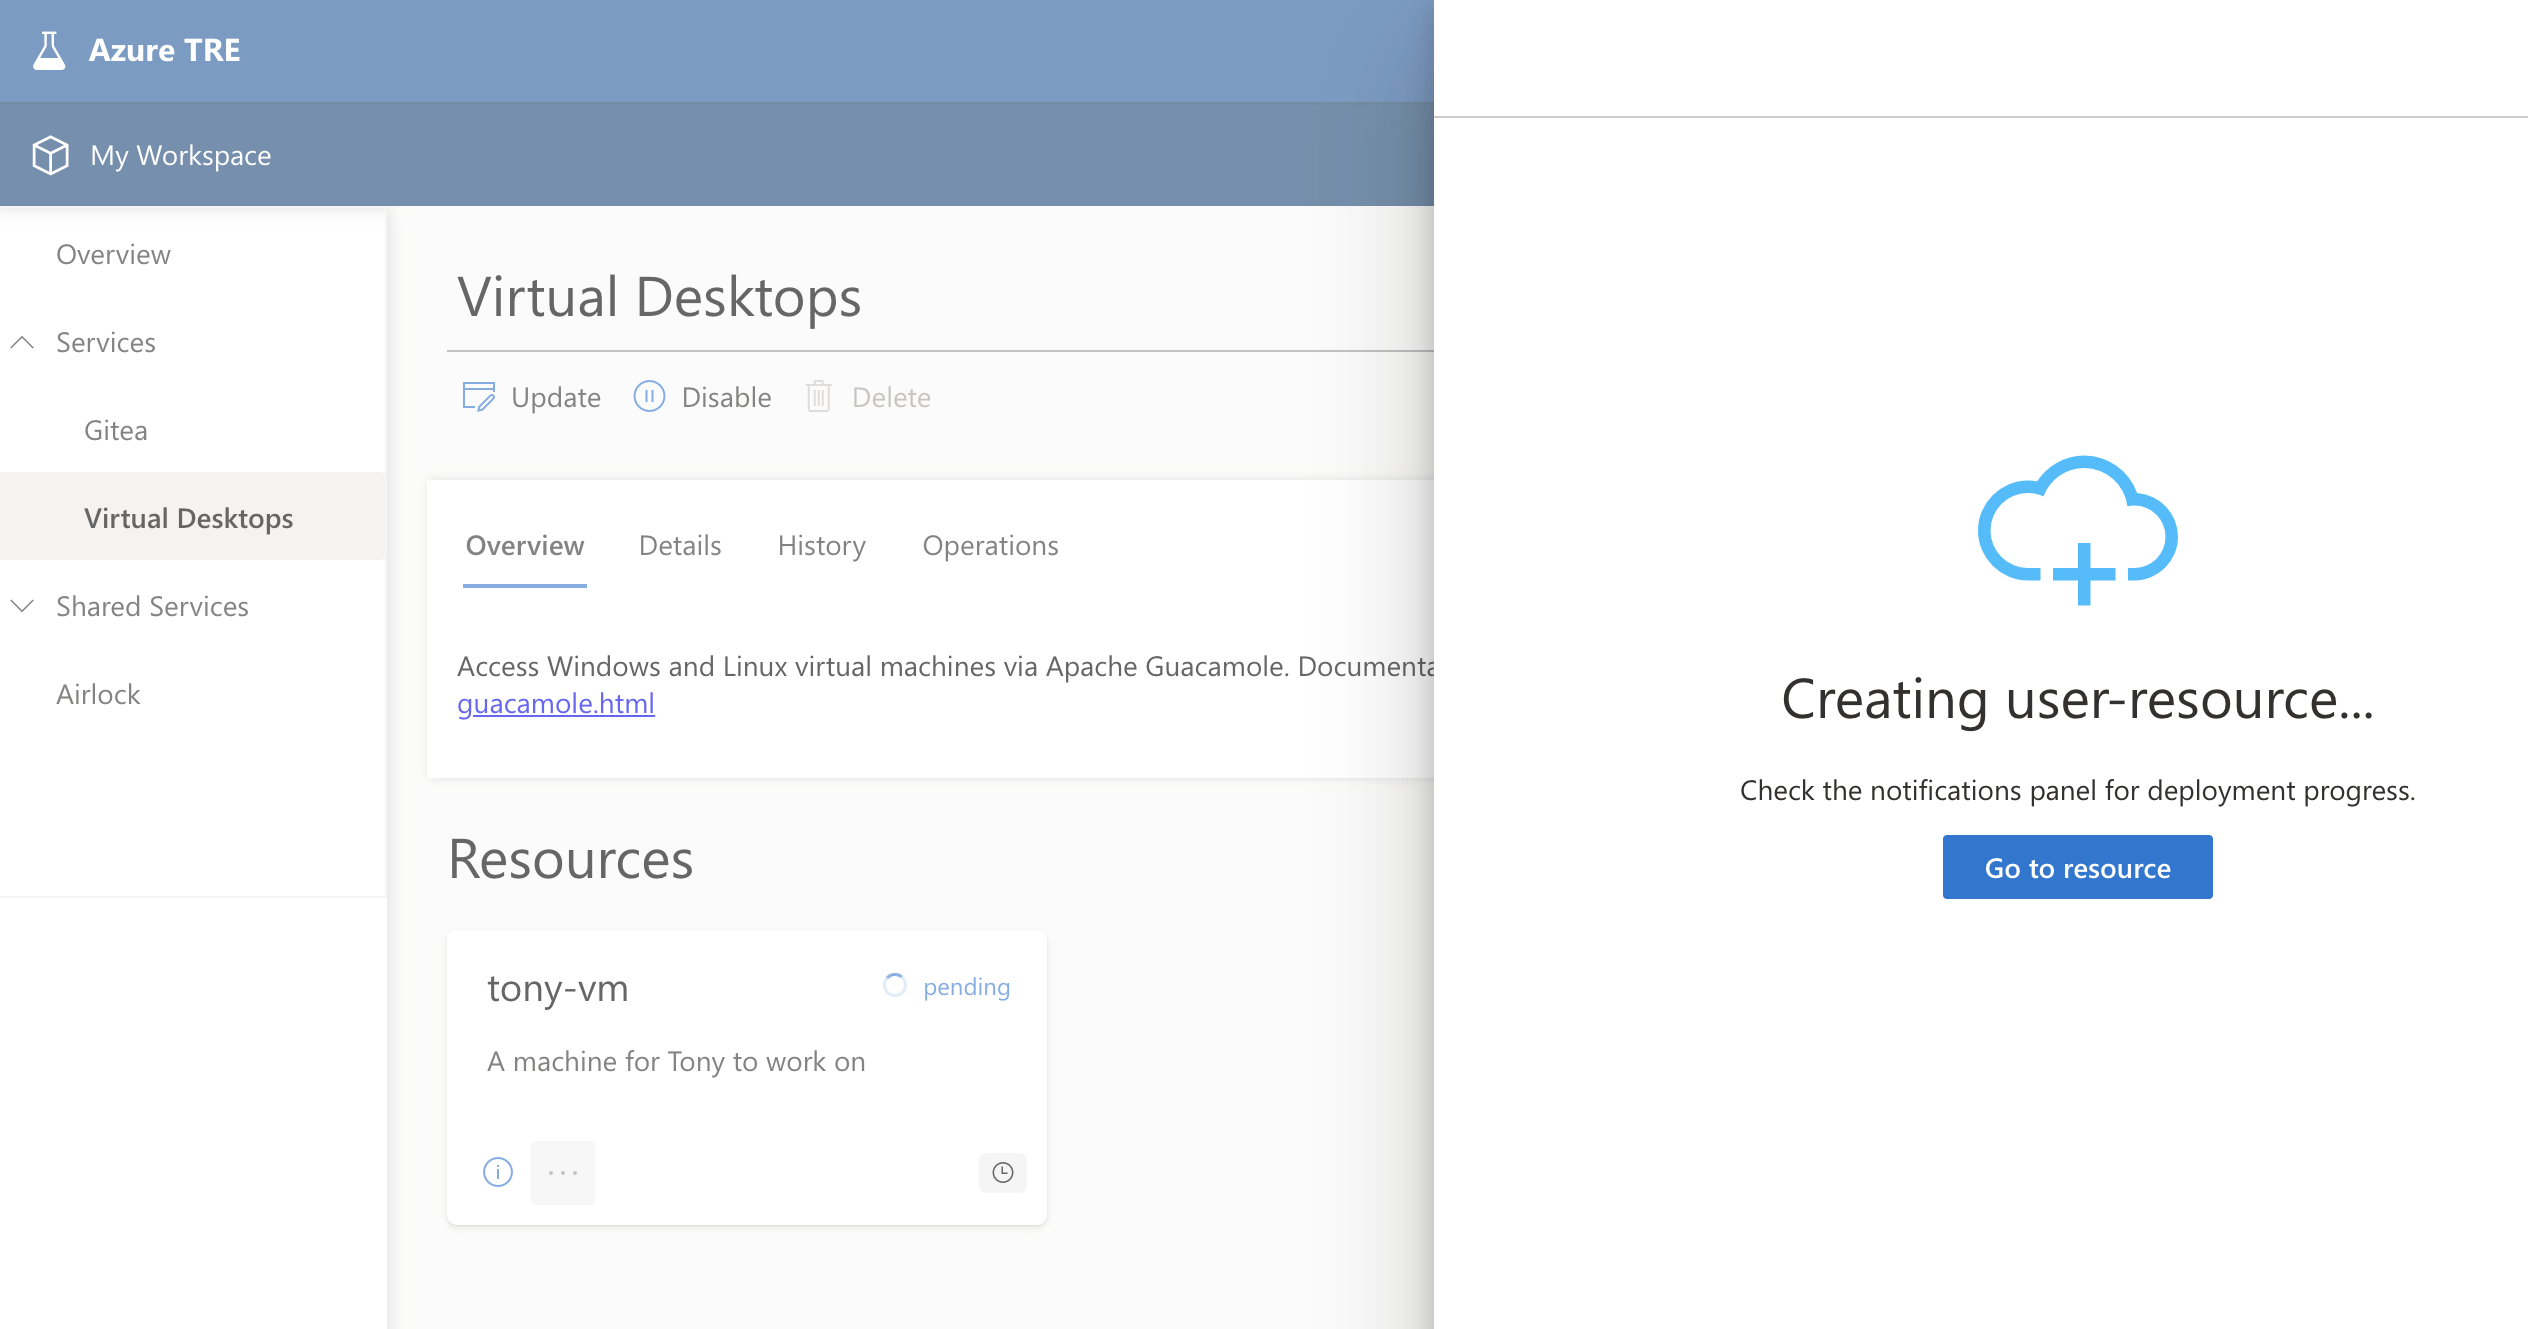 Azure TRE
My Workspace
Overview
Services
Gitea
Virtual Desktops
Shared Services
Airlock
Virtual Desktops
Update Disable Delete
Overview Details History Operations
Access Windows and Linux virtual machines via Apache Guacamole.
guacamole.html
Resources
tony-vm pending
A machine for Tony to work on
Creating user-resource...
Check the notifications panel for deployment progress.
Go to resource